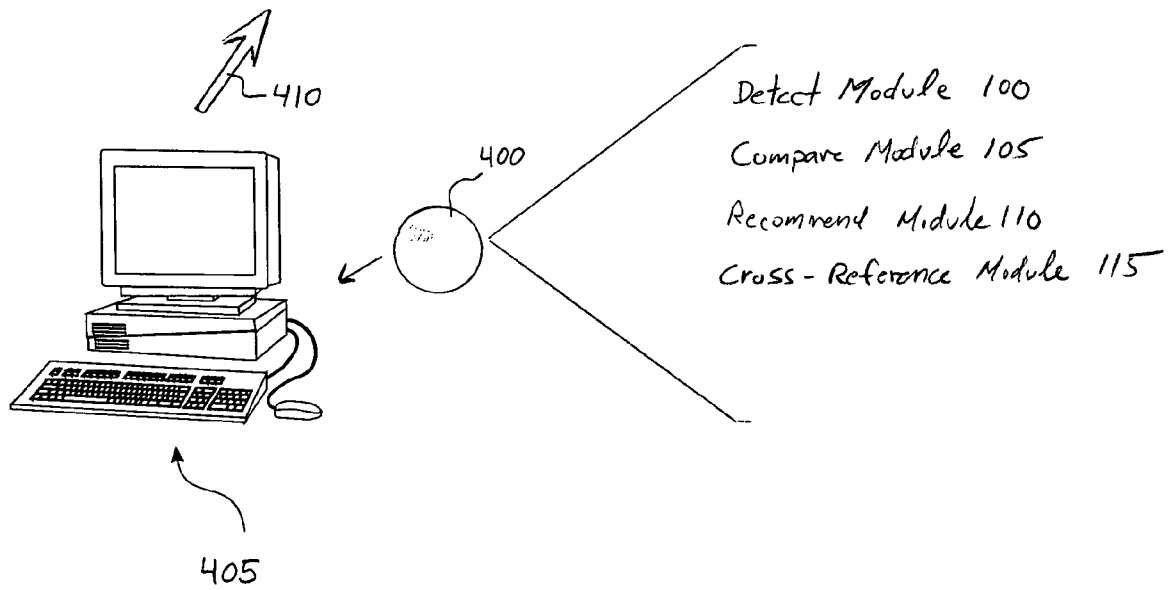 410
400
Detect Module 100
Compare Module 105
Recommend Module 110
Cross-Reference Module 115
405